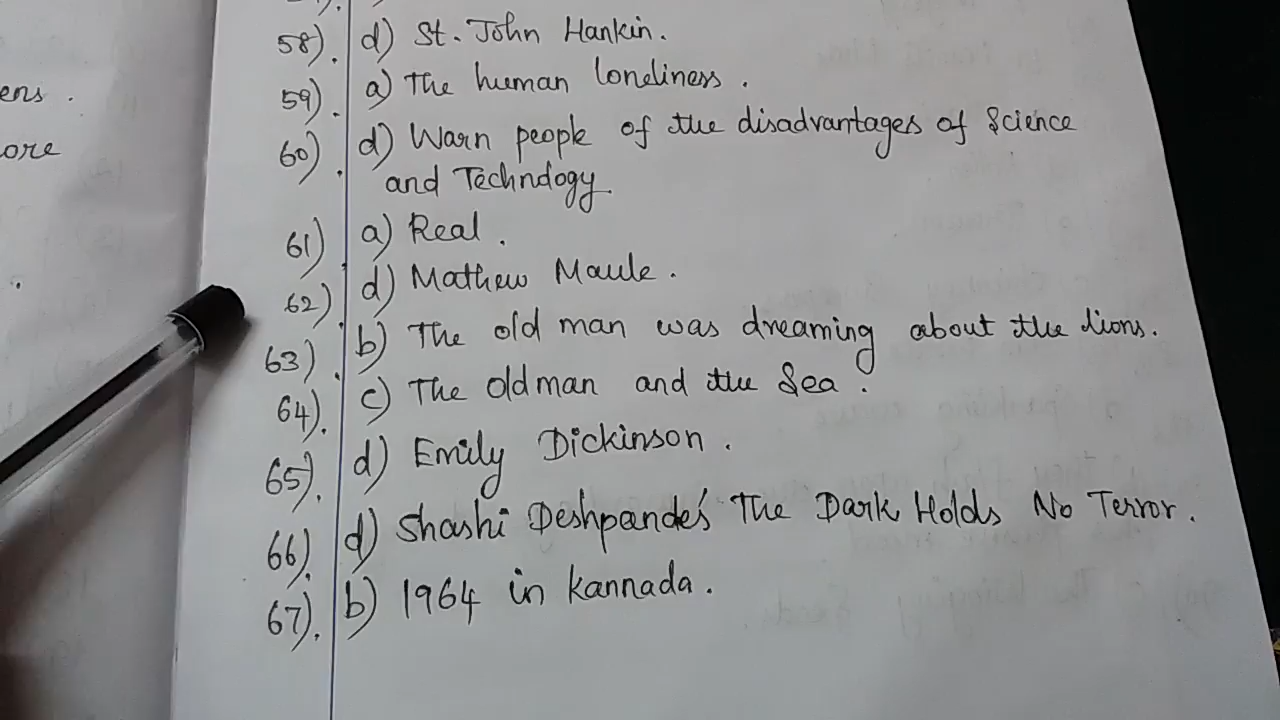 ens.
ore
58). d) St. John Hankin.
59). a) The human loneliness.
60). d) Warn people of the disadvantages of Science
and Technology.
61). a) Real.
62). d) Mathew Maule.
63). b) The old man was dreaming about the lions.
64). c) The oldman and the Sea.
65). d) Emily Dickinson.
66). d) Shashi Deshpande's The Dark Holds No Terror.
67). b) 1964 in kannada.